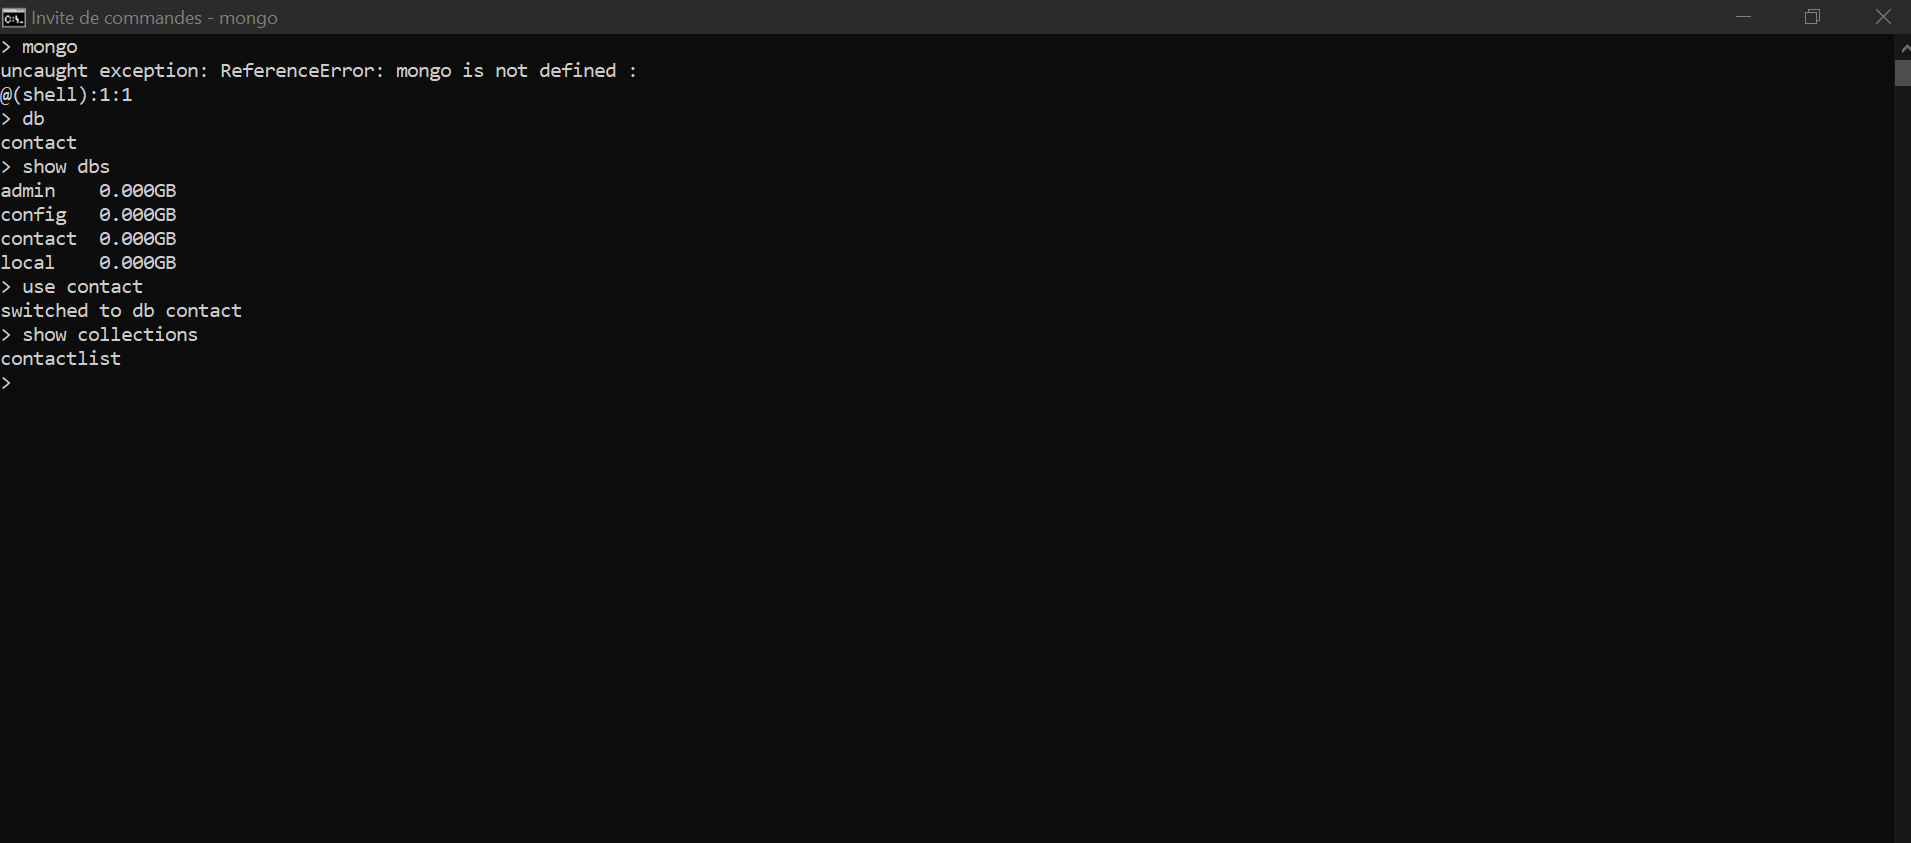 Invite de commandes - mongo
> mongo
uncaught exception: ReferenceError: mongo is not defined :
@(shell):1:1
> db
contact
> show dbs
admin    0.000GB
config   0.000GB
contact  0.000GB
local    0.000GB
> use contact
switched to db contact
> show collections
contactlist
>